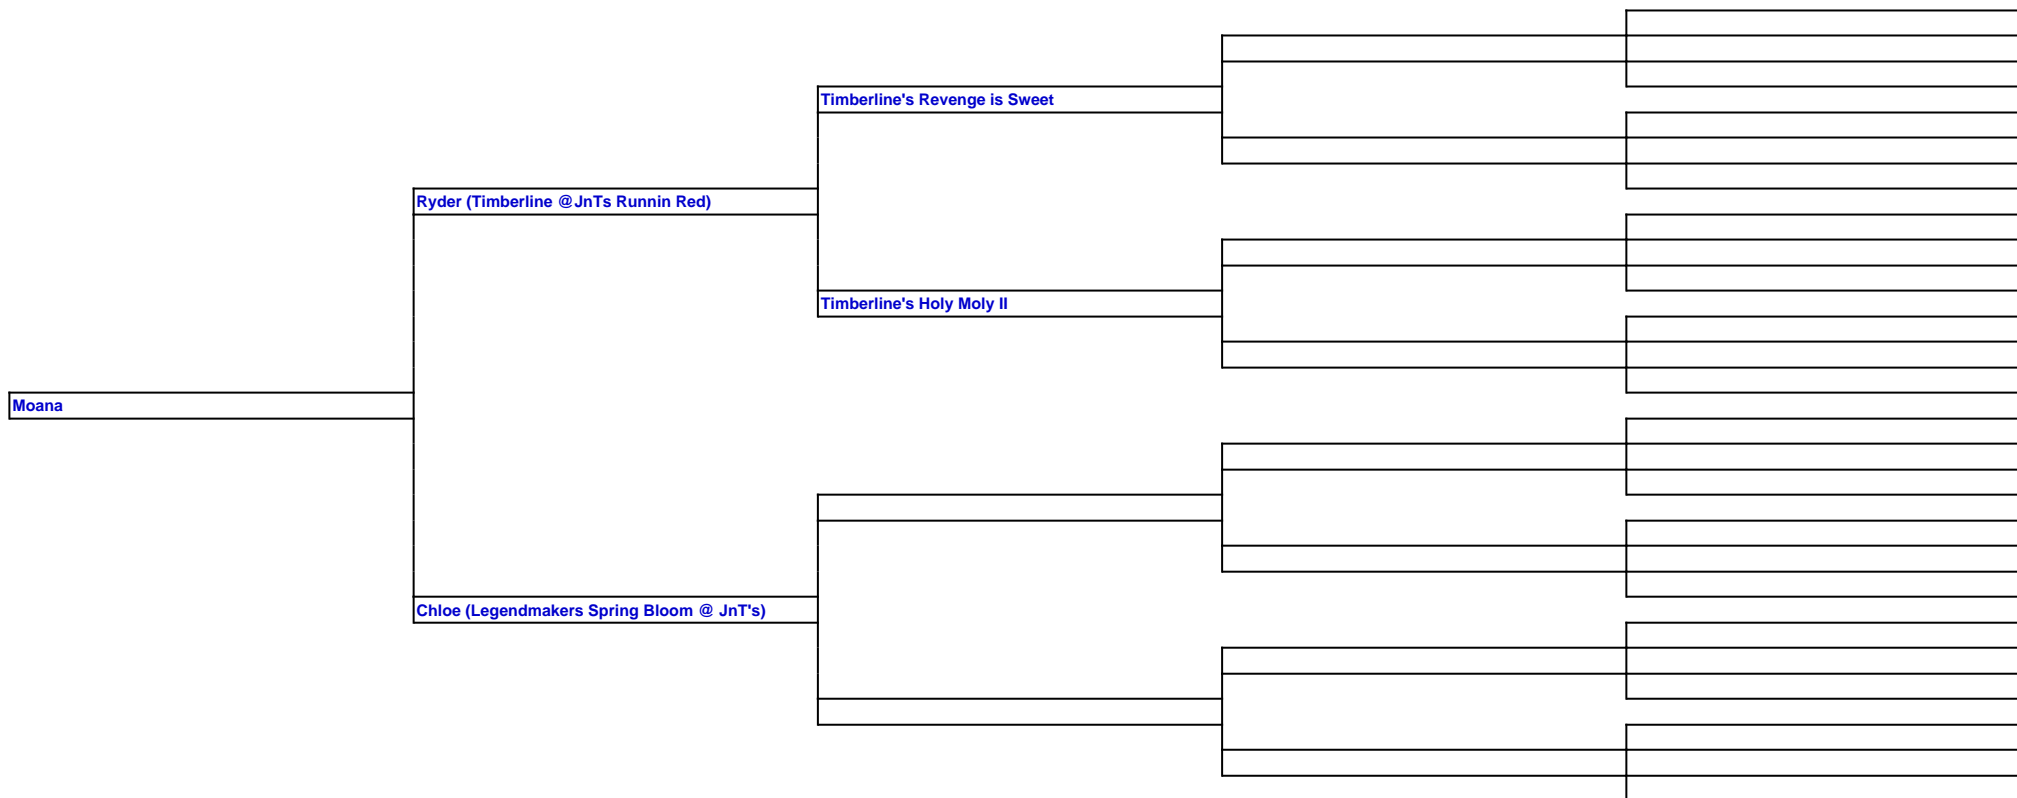 Timberline's Revenge is Sweet
Ryder (Timberline @JnTs Runnin Red)
Timberline's Holy Moly II
Moana
Chloe (Legendmakers Spring Bloom @ JnT's)